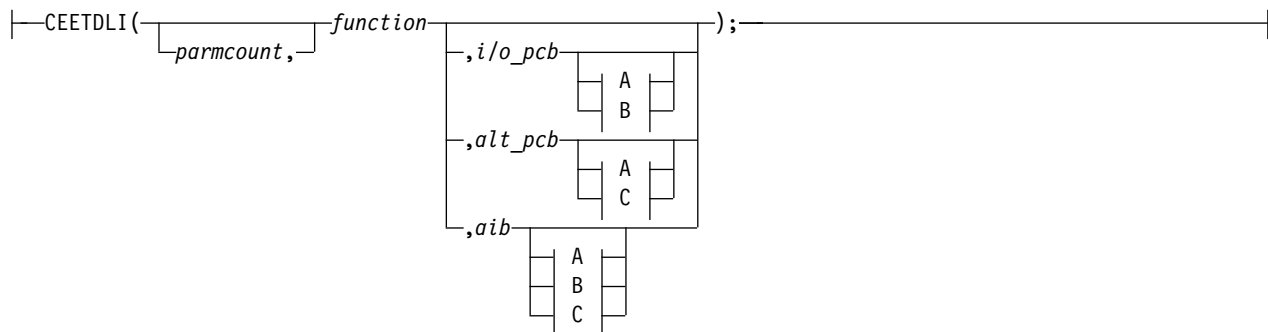 CEETDLI( function );
parmcount,
,i/o_pcb
A
B
,alt_pcb
A
C
,aib
A
B
C